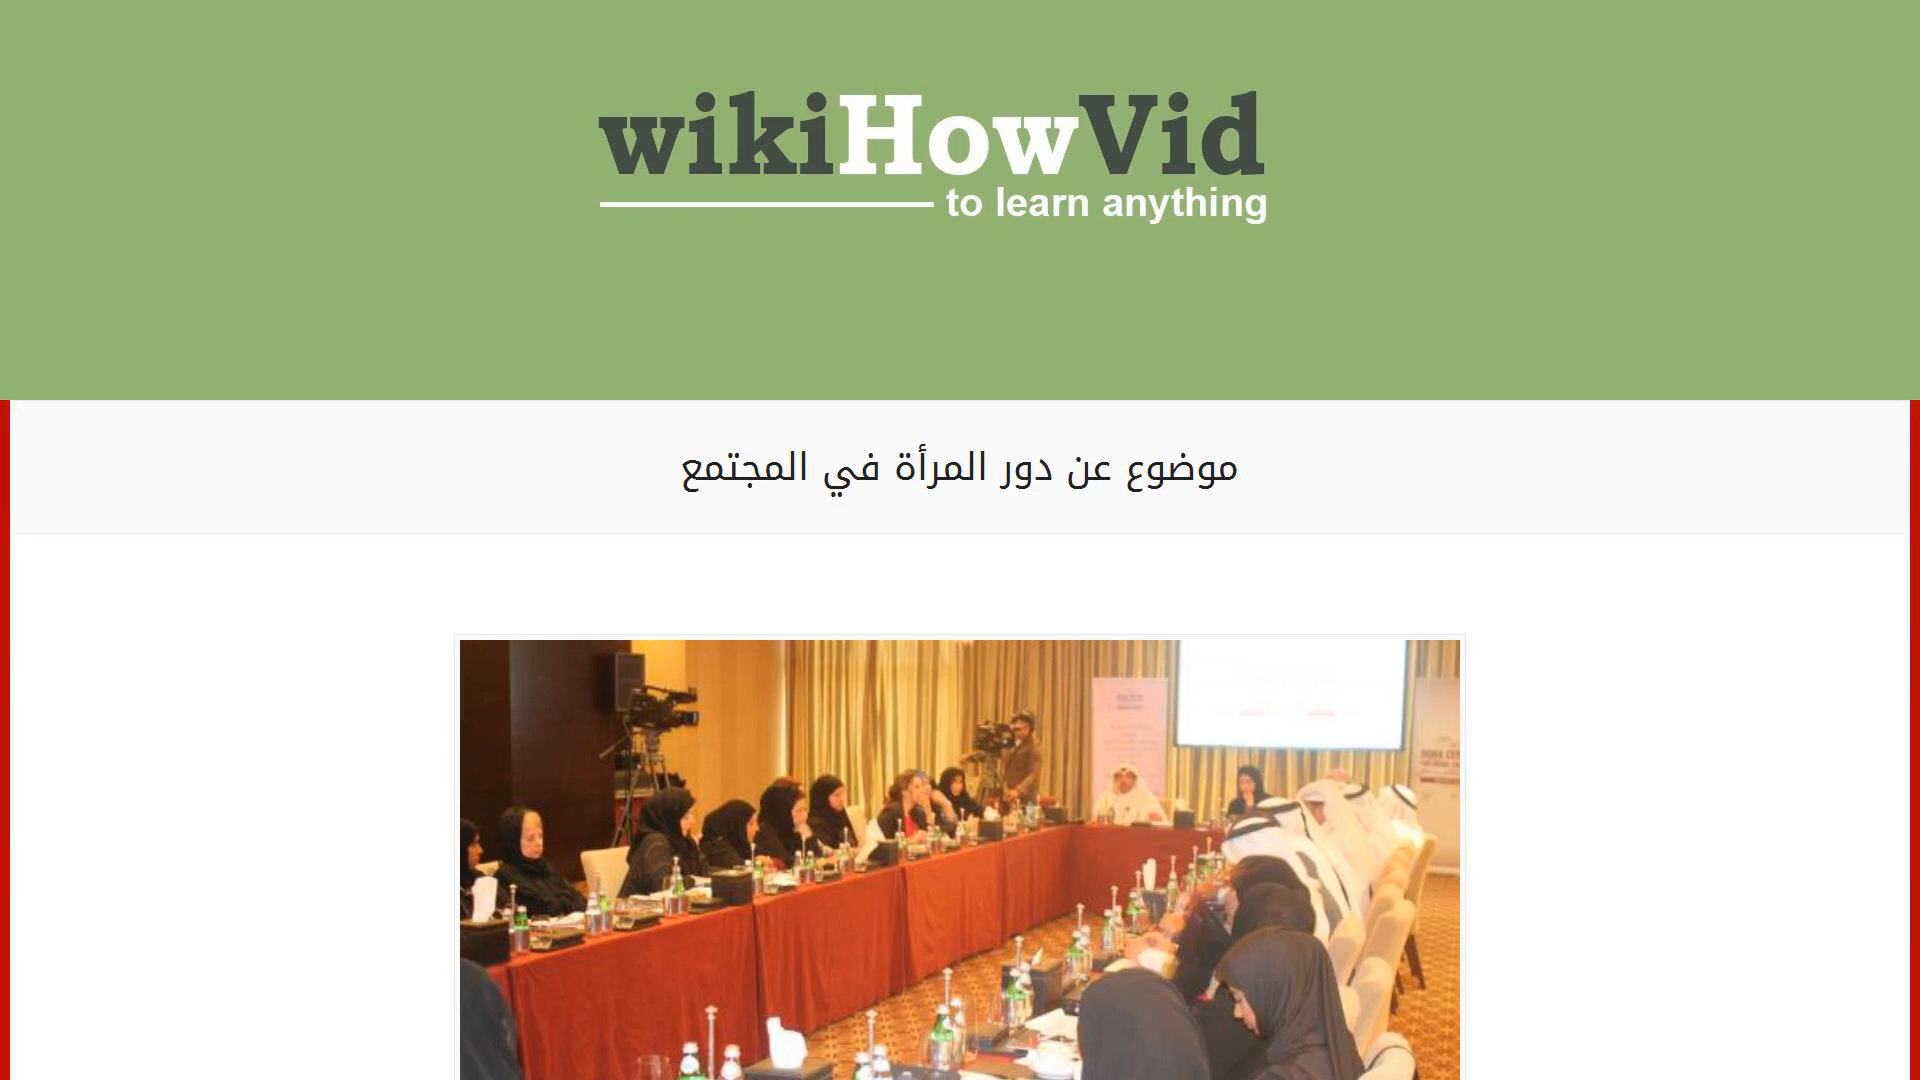 wikiHowVid
to learn anything
موضوع عن دور المرأة في المجتمع